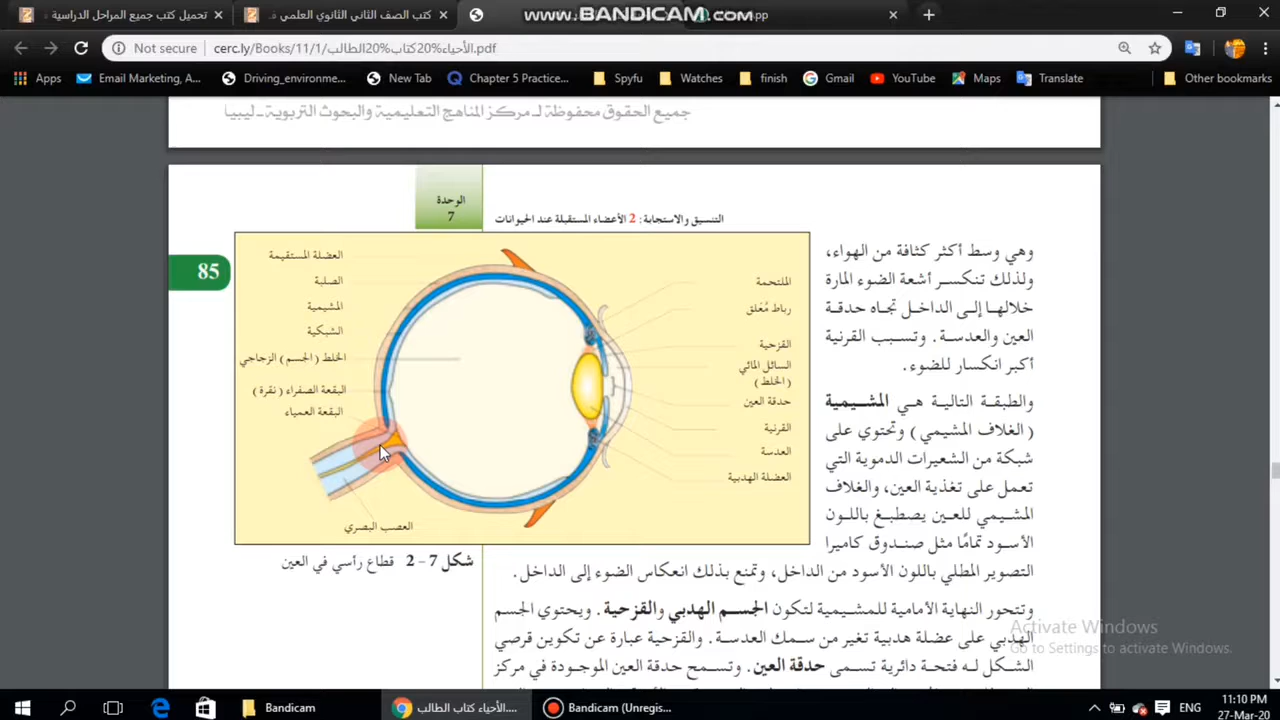 تحميل كتب جميع المراحل الدراسية
كتب الصف الثاني الثانوي العلمي
www.BANDICAM.com
Not secure
cerc.ly/Books/11/1/الأحياء%20كتاب%20الطالب.pdf
Apps
Email Marketing, A...
Driving_environme...
New Tab
Chapter 5 Practice...
Spyfu
Watches
finish
Gmail
YouTube
Maps
Translate
Other bookmarks
جميع الحقوق محفوظة لـ مركز المناهج التعليمية والبحوث التربوية ــ ليبيا
الوحدة
7
التنسيق والاستجابة: 2 الأعضاء المستقبلة عند الحيوانات
85
وهي وسط أكثر كثافة من الهواء،
ولذلك تنكسر أشعة الضوء المارة
خلالها إلى الداخل تجاه حدقة
العين والعدسة. وتسبب القرنية
أكبر انكسار للضوء.
والطبقة التالية هي المشيمية
(الغلاف المشيمي) وتحتوي على
شبكة من الشعيرات الدموية التي
تعمل على تغذية العين، والغلاف
المشيمي للعين يصطبغ باللون
الأسود تمامًا مثل صندوق كاميرا
التصوير المطلي باللون الأسود من الداخل، وتمنع بذلك انعكاس الضوء إلى الداخل.
الملتحمة
رباط مُعَلق
القزحية
السائل المائي
(الخلط)
حدقة العين
القرنية
العدسة
العضلة الهدبية
العضلة المستقيمة
الصلبة
المشيمية
الشبكية
الخلط (الجسم) الزجاجي
البقعة الصفراء (نقرة)
البقعة العمياء
العصب البصري
شكل 7 – 2 قطاع رأسي في العين
وتتحور النهاية الأمامية للمشيمية لتكون الجسم الهدبي والقزحية. ويحتوي الجسم
الهدبي على عضلة هدبية تغير من سمك العدسة. والقزحية عبارة عن تكوين قرصي
الشكل له فتحة دائرية تسمى حدقة العين. وتسمح حدقة العين الموجودة في مركز
Activate Windows
Go to Settings to activate Windows.
Bandicam
الأحياء كتاب الطالب....
Bandicam (Unregis...
ENG
11:10 PM
27-Mar-20